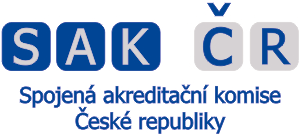 SAK ČR
Spojená akreditační komise
České republiky